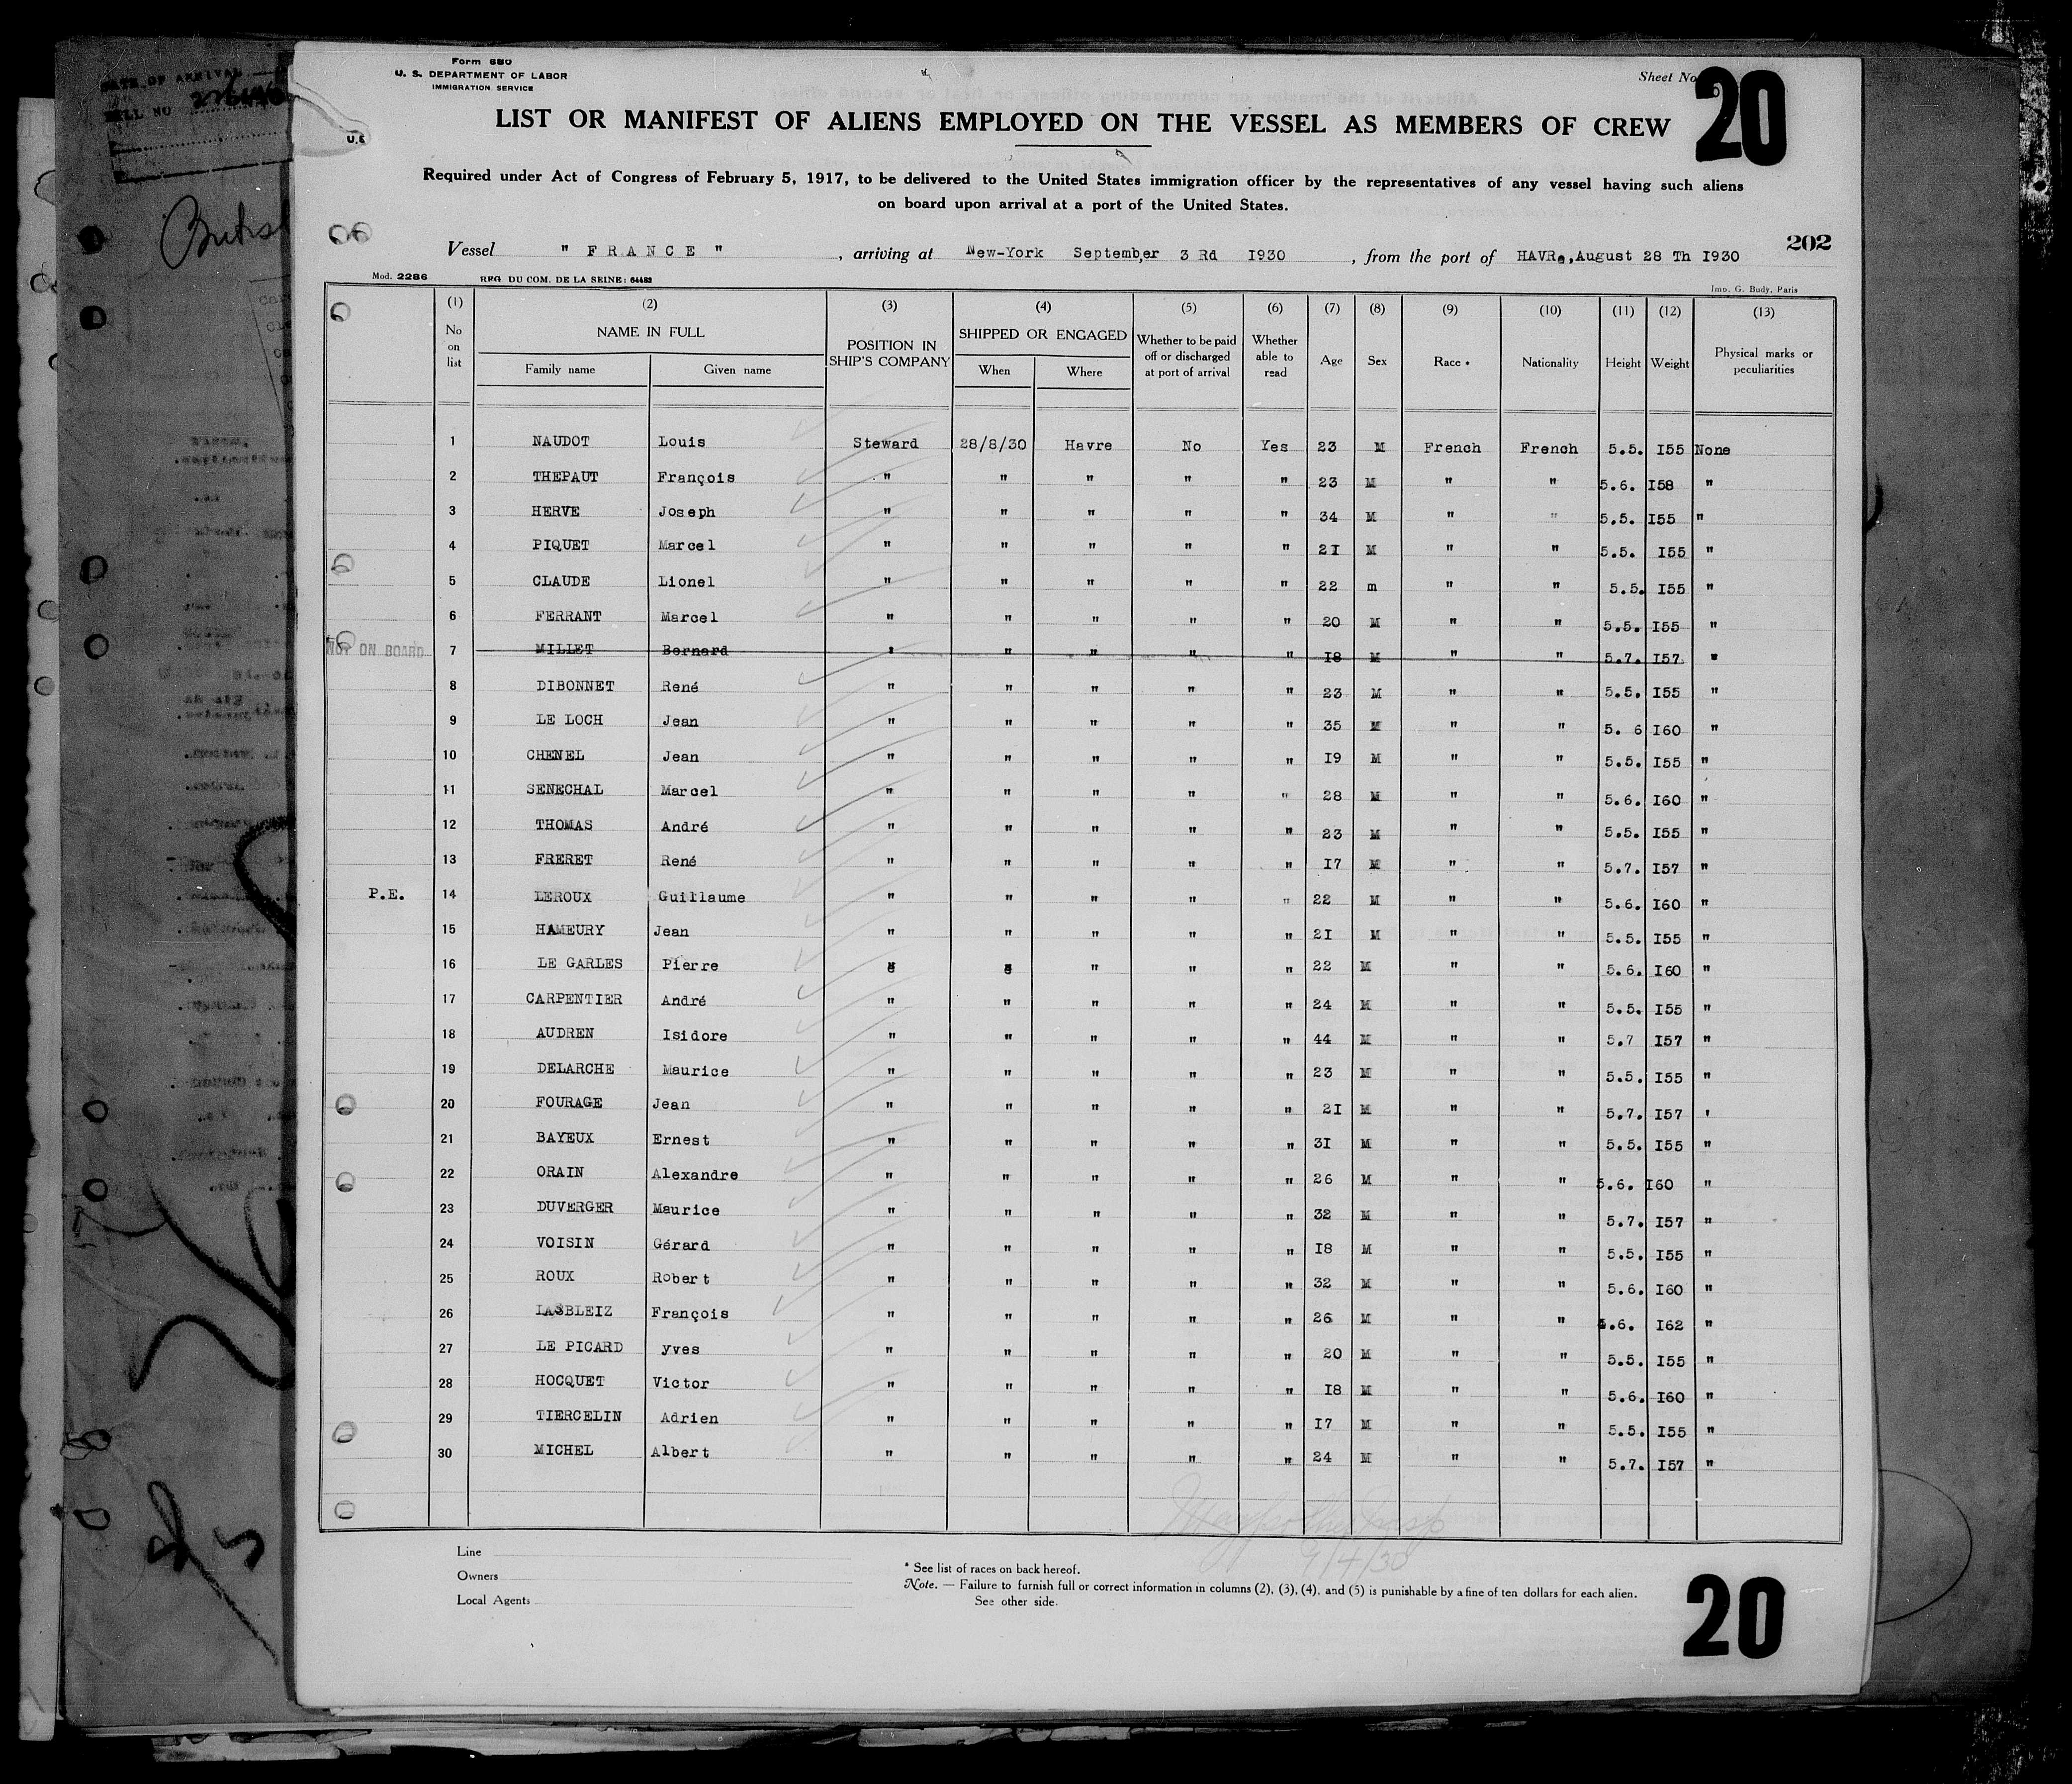 Form 680
U. S. DEPARTMENT OF LABOR
IMMIGRATION SERVICE
Sheet No
20
LIST OR MANIFEST OF ALIENS EMPLOYED ON THE VESSEL AS MEMBERS OF CREW
Required under Act of Congress of February 5, 1917, to be delivered to the United States immigration officer by the representatives of any vessel having such aliens
on board upon arrival at a port of the United States.
202
Vessel " FRANCE " , arriving at New-York September 3 Rd I930 , from the port of HAVRe, August 28 Th I930
Mod. 2286 REG DU COM. DE LA SEINE: 64483 Imp. G. Budy, Paris
(1) (2) (3) (4) (5) (6) (7) (8) (9) (10) (11) (12) (13)
No on list NAME IN FULL Family name Given name POSITION IN SHIP'S COMPANY SHIPPED OR ENGAGED When Where Whether to be paid off or discharged at port of arrival Whether able to read Age Sex Race • Nationality Height Weight Physical marks or peculiarities
1 NAUDOT Louis Steward 28/8/30 Havre No Yes 23 M French French 5.5. I55 None
2 THEPAUT François " " " " " 23 M " " 5.6. I58 "
3 HERVE Joseph " " " " " 34 M " " 5.5. I55 "
4 PIQUET Marcel " " " " " 2I M " " 5.5. I55 "
5 CLAUDE Lionel " " " " " 22 m " " 5.5. I55 "
6 FERRANT Marcel " " " " " 20 M " " 5.5. I55 "
NOT ON BOARD 7 MILLET Bernard " " " " " I8 M " " 5.7. I57 "
8 DIBONNET René " " " " " 23 M " " 5.5. I55 "
9 LE LOCH Jean " " " " " 35 M " " 5. 6 I60 "
10 CHENEL Jean " " " " " I9 M " " 5.5. I55 "
11 SENECHAL Marcel " " " " " 28 M " " 5.6. I60 "
12 THOMAS André " " " " " 23 M " " 5.5. I55 "
13 FRERET René " " " " " I7 M " " 5.7. I57 "
P.E. 14 LEROUX Guillaume " " " " " 22 M " " 5.6. I60 "
15 HAMEURY Jean " " " " " 2I M " " 5.5. I55 "
16 LE GARLES Pierre " " " " " 22 M " " 5.6. I60 "
17 CARPENTIER André " " " " " 24 M " " 5.5. I55 "
18 AUDREN Isidore " " " " " 44 M " " 5.7 I57 "
19 DELARCHE Maurice " " " " " 23 M " " 5.5. I55 "
20 FOURAGE Jean " " " " " 2I M " " 5.7. I57 '
21 BAYEUX Ernest " " " " " 3I M " " 5.5. I55 "
22 ORAIN Alexandre " " " " " 26 M " " 5.6. I60 "
23 DUVERGER Maurice " " " " " 32 M " " 5.7. I57 "
24 VOISIN Gérard " " " " " I8 M " " 5.5. I55 "
25 ROUX Robert " " " " " 32 M " " 5.6. I60 "
26 LASBLEIZ François " " " " " 26 M " " 5.6. I62 "
27 LE PICARD yves " " " " " 20 M " " 5.5. I55 "
28 HOCQUET Victor " " " " " I8 M " " 5.6. I60 "
29 TIERCELIN Adrien " " " " " I7 M " " 5.5. I55 "
30 MICHEL Albert " " " " " 24 M " " 5.7. I57 "
9/4/30
Line
Owners
Local Agents
* See list of races on back hereof.
Note. — Failure to furnish full or correct information in columns (2), (3), (4), and (5) is punishable by a fine of ten dollars for each alien.
See other side.
20